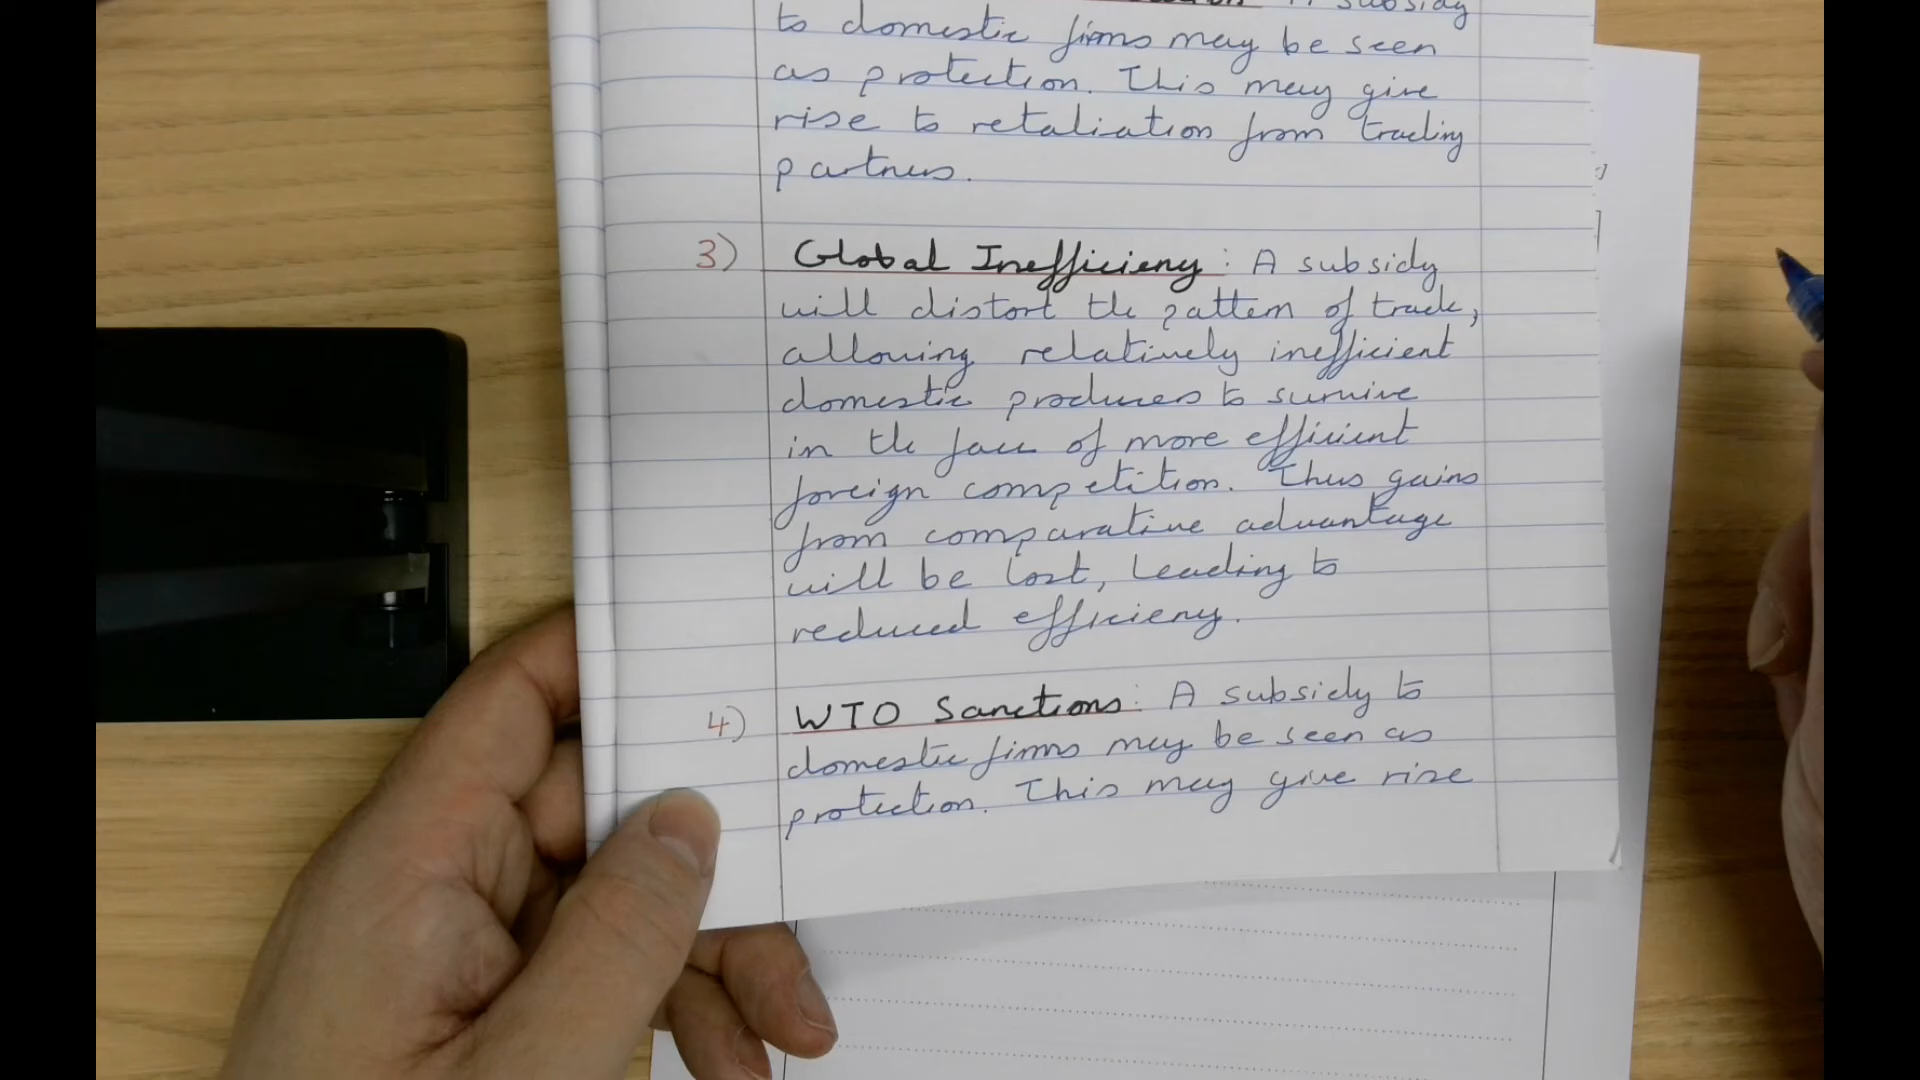 A subsidy
to domestic firms may be seen
as protection. This may give
rise to retaliation from trading
partners.
3) Global Inefficieny: A subsidy
will distort the pattern of trade,
allowing relatively inefficient
domestic producers to survive
in the face of more efficient
foreign competition. Thus gains
from comparative advantage
will be lost, leading to
reduced efficieny.
4) WTO Sanctions: A subsidy to
domestic firms may be seen as
protection. This may give rise